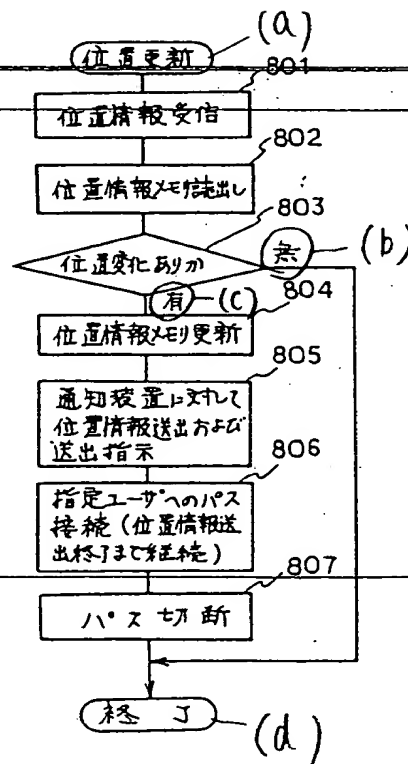 (a)
位置更新
801
位置情報受信
802
位置情報メモリ読出し
803
位置変化ありか
無
(b)
有
(c)
804
位置情報メモリ更新
805
通知装置に対して
位置情報送出および
送出指示
806
指定ユーザへのパス
接続(位置情報送
出終了まで継続)
807
パス切断
終了
(d)